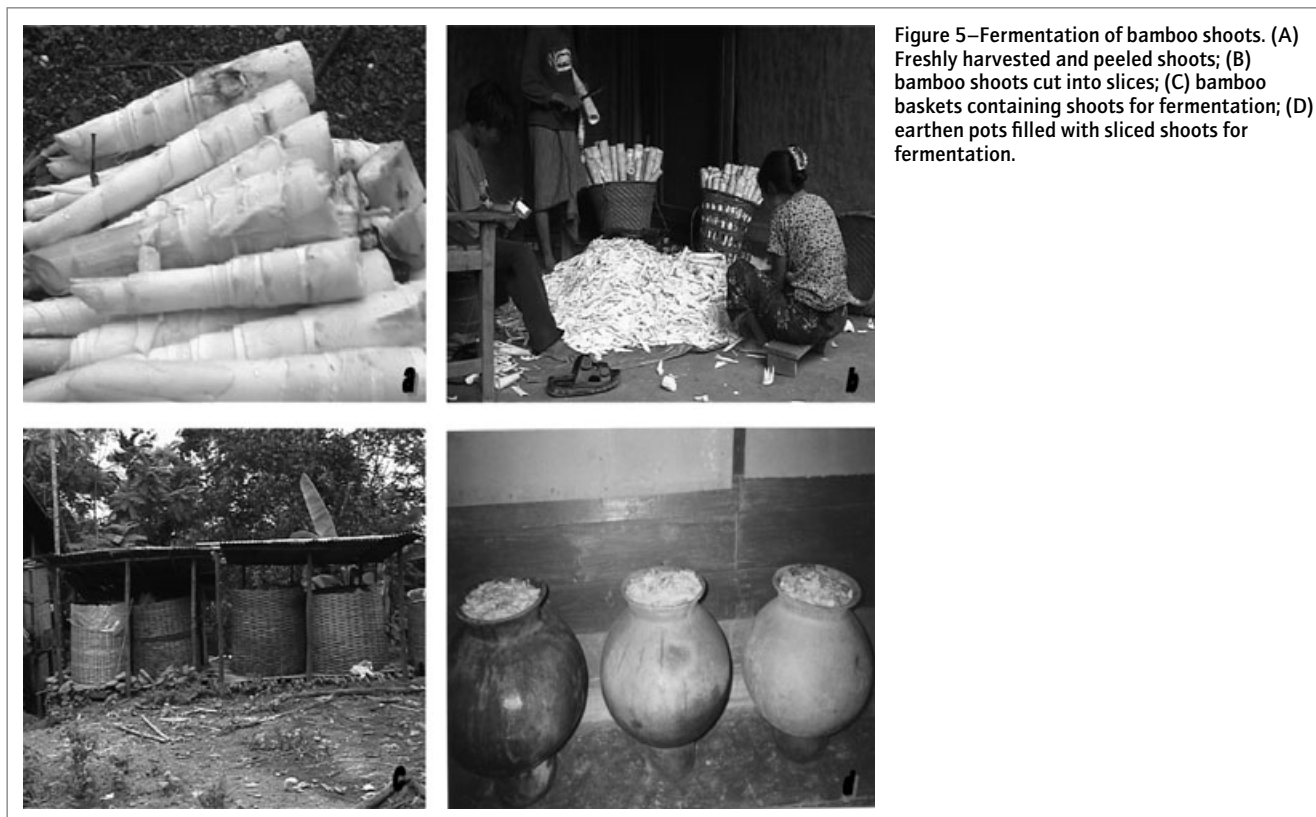 Figure 5–Fermentation of bamboo shoots. (A)
Freshly harvested and peeled shoots; (B)
bamboo shoots cut into slices; (C) bamboo
baskets containing shoots for fermentation; (D)
earthen pots filled with sliced shoots for
fermentation.
a
b
c
d